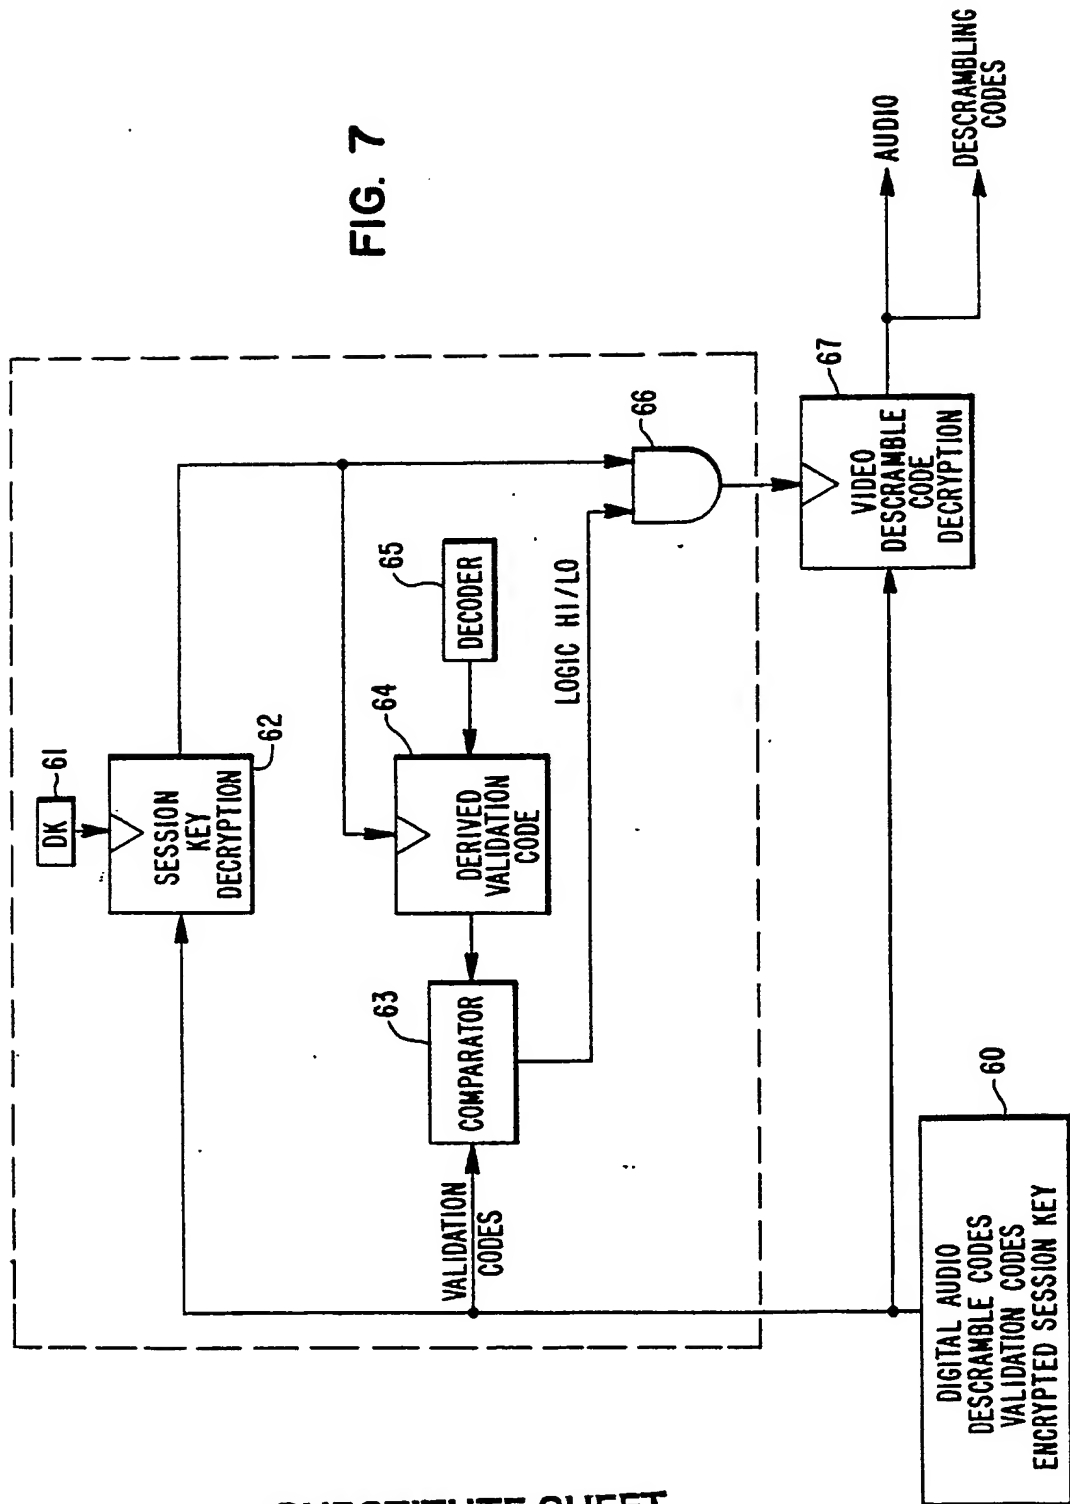 FIG. 7
DK
61
SESSION
KEY
DECRYPTION
62
VALIDATION
CODES
COMPARATOR
63
DERIVED
VALIDATION
CODE
64
DECODER
65
LOGIC HI/LO
66
DIGITAL AUDIO
DESCRAMBLE CODES
VALIDATION CODES
ENCRYPTED SESSION KEY
60
VIDEO
DESCRAMBLE
CODE
DECRYPTION
67
AUDIO
DESCRAMBLING
CODES
SUBSTITUTE SHEET